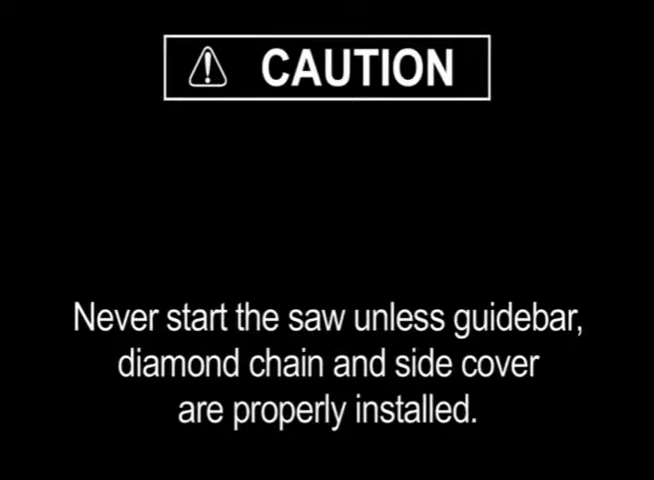 CAUTION
Never start the saw unless guidebar,
diamond chain and side cover
are properly installed.